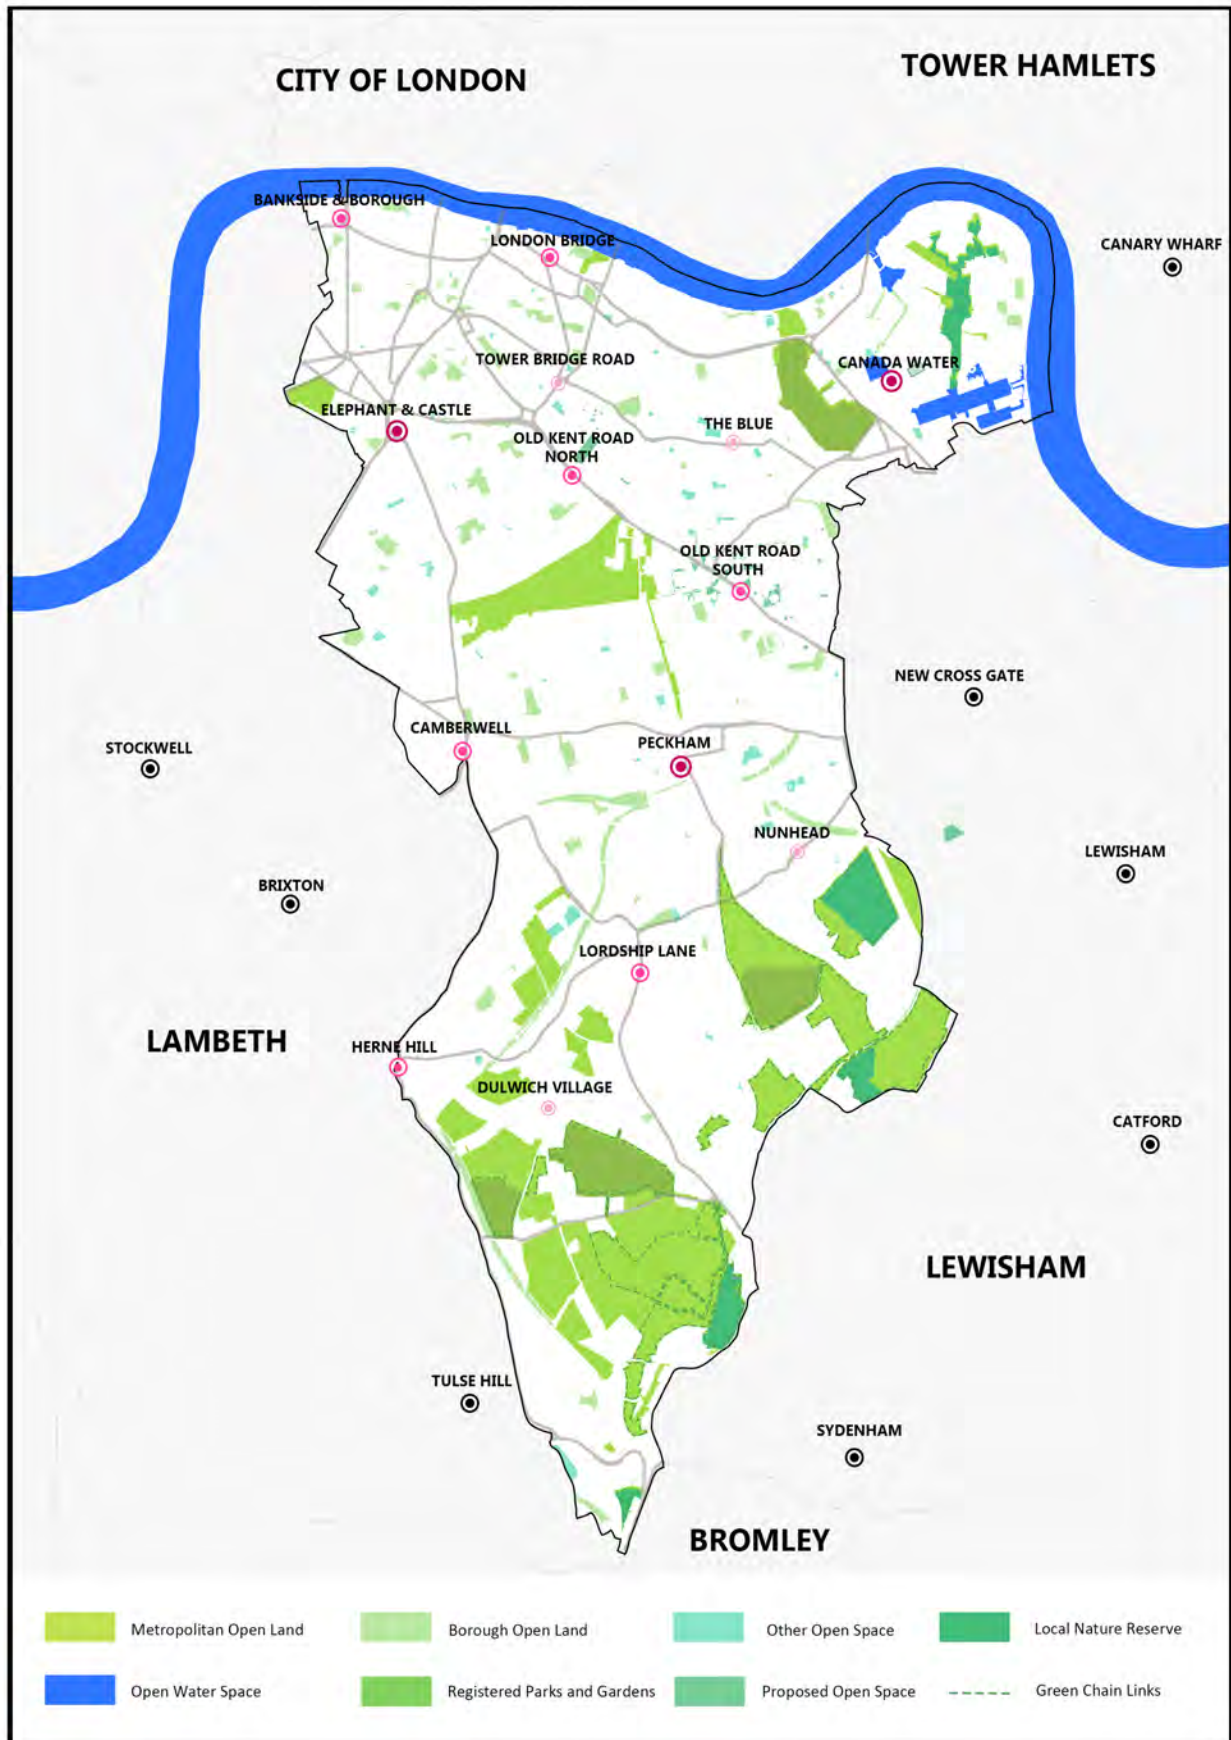 CITY OF LONDON
TOWER HAMLETS
BANKSIDE & BOROUGH
LONDON BRIDGE
CANARY WHARF
TOWER BRIDGE ROAD
CANADA WATER
ELEPHANT & CASTLE
THE BLUE
OLD KENT ROAD
NORTH
OLD KENT ROAD
SOUTH
NEW CROSS GATE
CAMBERWELL
PECKHAM
STOCKWELL
NUNHEAD
LEWISHAM
BRIXTON
LORDSHIP LANE
LAMBETH
HERNE HILL
DULWICH VILLAGE
CATFORD
LEWISHAM
TULSE HILL
SYDENHAM
BROMLEY
Metropolitan Open Land
Borough Open Land
Other Open Space
Local Nature Reserve
Open Water Space
Registered Parks and Gardens
Proposed Open Space
Green Chain Links